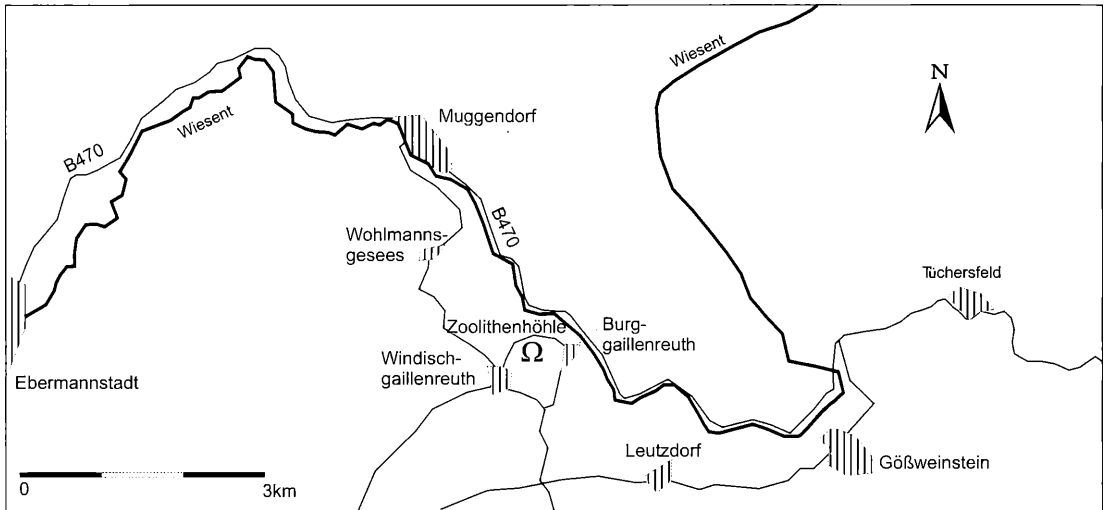 Wiesent
N
Muggendorf
B470
Wiesent
B470
Wohlmanns-
gesees
Tüchersfeld
Zoolithenhöhle
Burg-
gaillenreuth
Ω
Windisch-
gaillenreuth
Ebermannstadt
Leutzdorf
Gößweinstein
0
3km